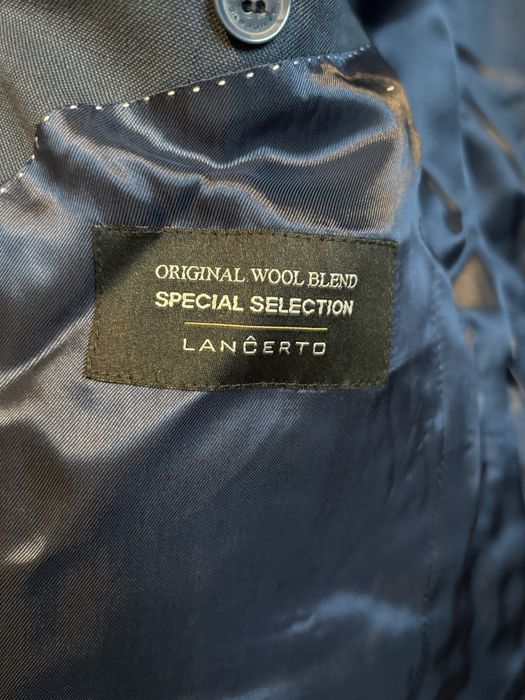 ORIGINAL WOOL BLEND
SPECIAL SELECTION
LANĈERTO